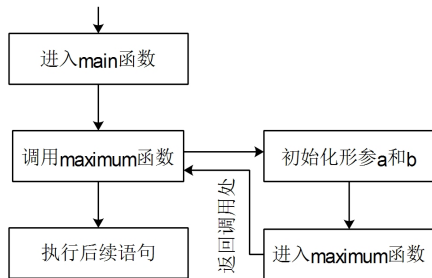 进入main函数
调用maximum函数
初始化形参a和b
返回调用处
执行后续语句
进入maximum函数